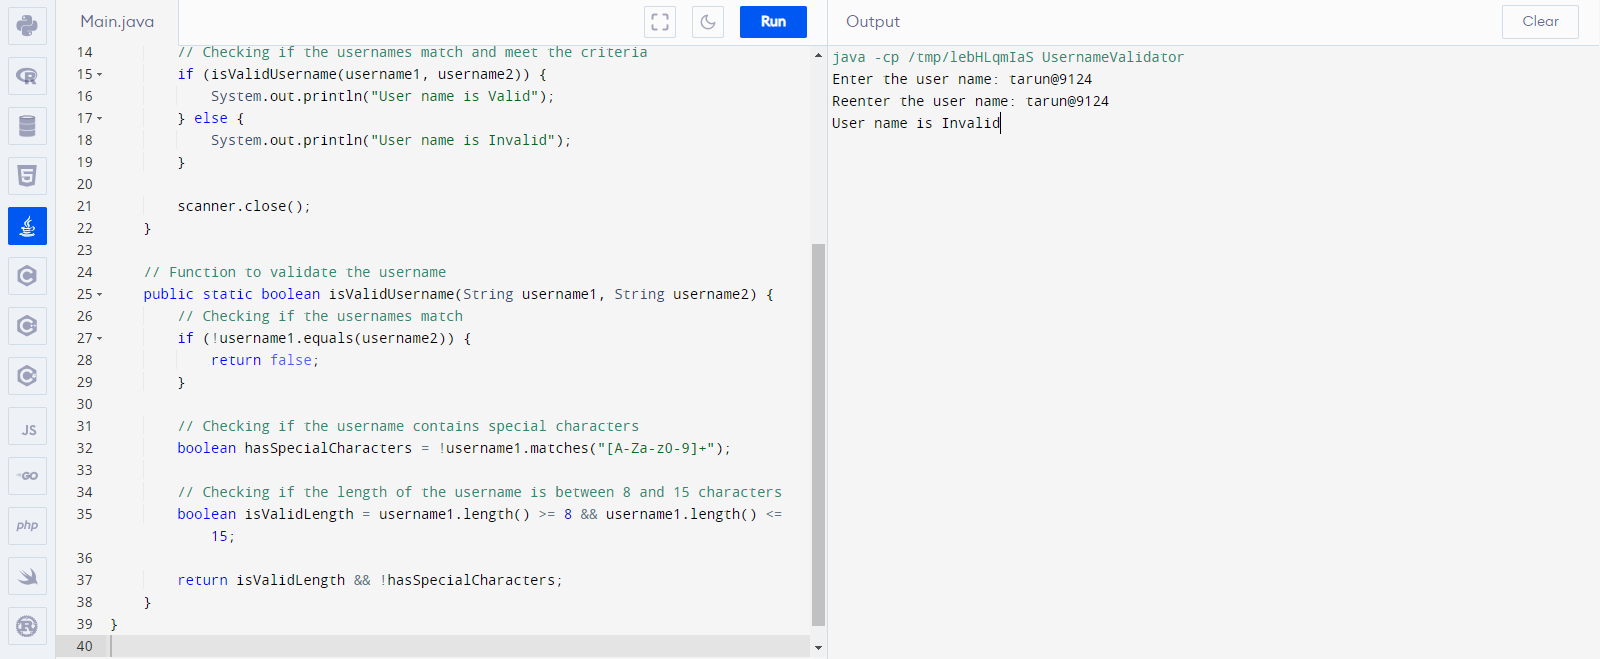 Main.java
Run
Output
Clear
14 // Checking if the usernames match and meet the criteria
15 if (isValidUsername(username1, username2)) {
16 System.out.println("User name is Valid");
17 } else {
18 System.out.println("User name is Invalid");
19 }
20
21 scanner.close();
22 }
23
24 // Function to validate the username
25 public static boolean isValidUsername(String username1, String username2) {
26 // Checking if the usernames match
27 if (!username1.equals(username2)) {
28 return false;
29 }
30
31 // Checking if the username contains special characters
32 boolean hasSpecialCharacters = !username1.matches("[A-Za-z0-9]+");
33
34 // Checking if the length of the username is between 8 and 15 characters
35 boolean isValidLength = username1.length() >= 8 && username1.length() <=
15;
36
37 return isValidLength && !hasSpecialCharacters;
38 }
39 }
40
java -cp /tmp/lebHLqmIaS UsernameValidator
Enter the user name: tarun@9124
Reenter the user name: tarun@9124
User name is Invalid
R
JS
GO
php